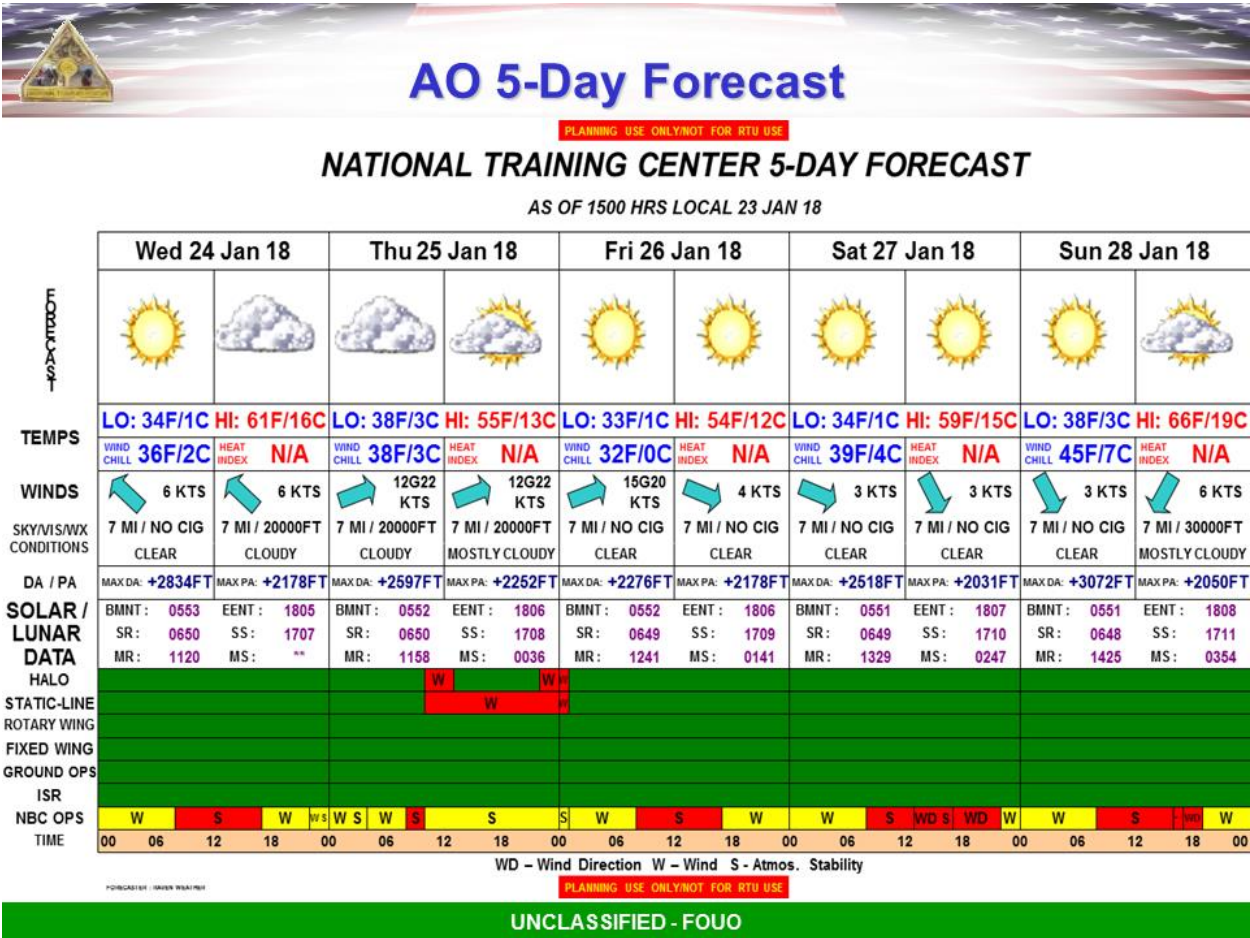 AO 5-Day Forecast
PLANNING USE ONLY/NOT FOR RTU USE
NATIONAL TRAINING CENTER 5-DAY FORECAST
AS OF 1500 HRS LOCAL 23 JAN 18
Wed 24 Jan 18 Thu 25 Jan 18 Fri 26 Jan 18 Sat 27 Jan 18 Sun 28 Jan 18
FORECAST
TEMPS
LO: 34F/1C HI: 61F/16C LO: 38F/3C HI: 55F/13C LO: 33F/1C HI: 54F/12C LO: 34F/1C HI: 59F/15C LO: 38F/3C HI: 66F/19C
WIND CHILL 36F/2C HEAT INDEX N/A WIND CHILL 38F/3C HEAT INDEX N/A WIND CHILL 32F/0C HEAT INDEX N/A WIND CHILL 39F/4C HEAT INDEX N/A WIND CHILL 45F/7C HEAT INDEX N/A
WINDS 6 KTS 6 KTS 12G22 KTS 12G22 KTS 15G20 KTS 4 KTS 3 KTS 3 KTS 3 KTS 6 KTS
SKY/VIS/WX CONDITIONS
7 MI / NO CIG 7 MI / 20000FT 7 MI / 20000FT 7 MI / 20000FT 7 MI / NO CIG 7 MI / NO CIG 7 MI / NO CIG 7 MI / NO CIG 7 MI / NO CIG 7 MI / 30000FT
CLEAR CLOUDY CLOUDY MOSTLY CLOUDY CLEAR CLEAR CLEAR CLEAR CLEAR MOSTLY CLOUDY
DA / PA MAX DA: +2834FT MAX PA: +2178FT MAX DA: +2597FT MAX PA: +2252FT MAX DA: +2276FT MAX PA: +2178FT MAX DA: +2518FT MAX PA: +2031FT MAX DA: +3072FT MAX PA: +2050FT
SOLAR / LUNAR DATA
BMNT: 0553 EENT: 1805 BMNT: 0552 EENT: 1806 BMNT: 0552 EENT: 1806 BMNT: 0551 EENT: 1807 BMNT: 0551 EENT: 1808
SR: 0650 SS: 1707 SR: 0650 SS: 1708 SR: 0649 SS: 1709 SR: 0649 SS: 1710 SR: 0648 SS: 1711
MR: 1120 MS: ** MR: 1158 MS: 0036 MR: 1241 MS: 0141 MR: 1329 MS: 0247 MR: 1425 MS: 0354
HALO W W W
STATIC-LINE W W
ROTARY WING
FIXED WING
GROUND OPS
ISR
NBC OPS W S W W S W S W S S S W S W W S WD S WD W W S WD W
TIME 00 06 12 18 00 06 12 18 00 06 12 18 00 06 12 18 00 06 12 18 00
WD – Wind Direction W – Wind S - Atmos. Stability
FORECASTER : RAVEN WEATHER
PLANNING USE ONLY/NOT FOR RTU USE
UNCLASSIFIED - FOUO